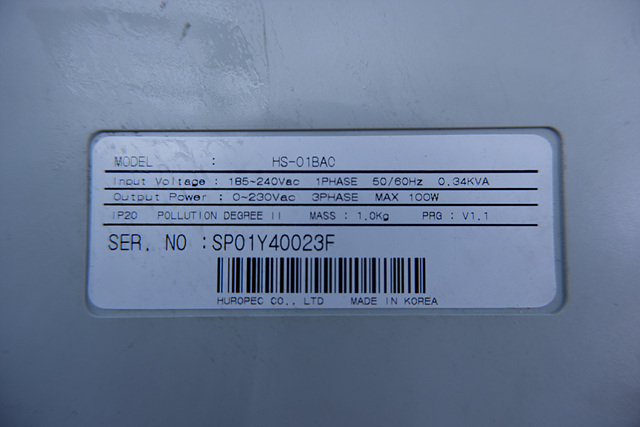 MODEL : HS-01BAC
Input Voltage : 185~240Vac 1PHASE 50/60Hz 0.34KVA
Output Power : 0~230Vac 3PHASE MAX 100W
IP20 POLLUTION DEGREE II MASS : 1.0Kg PRG : V1.1
SER. NO : SP01Y40023F
HUROPEC CO., LTD MADE IN KOREA